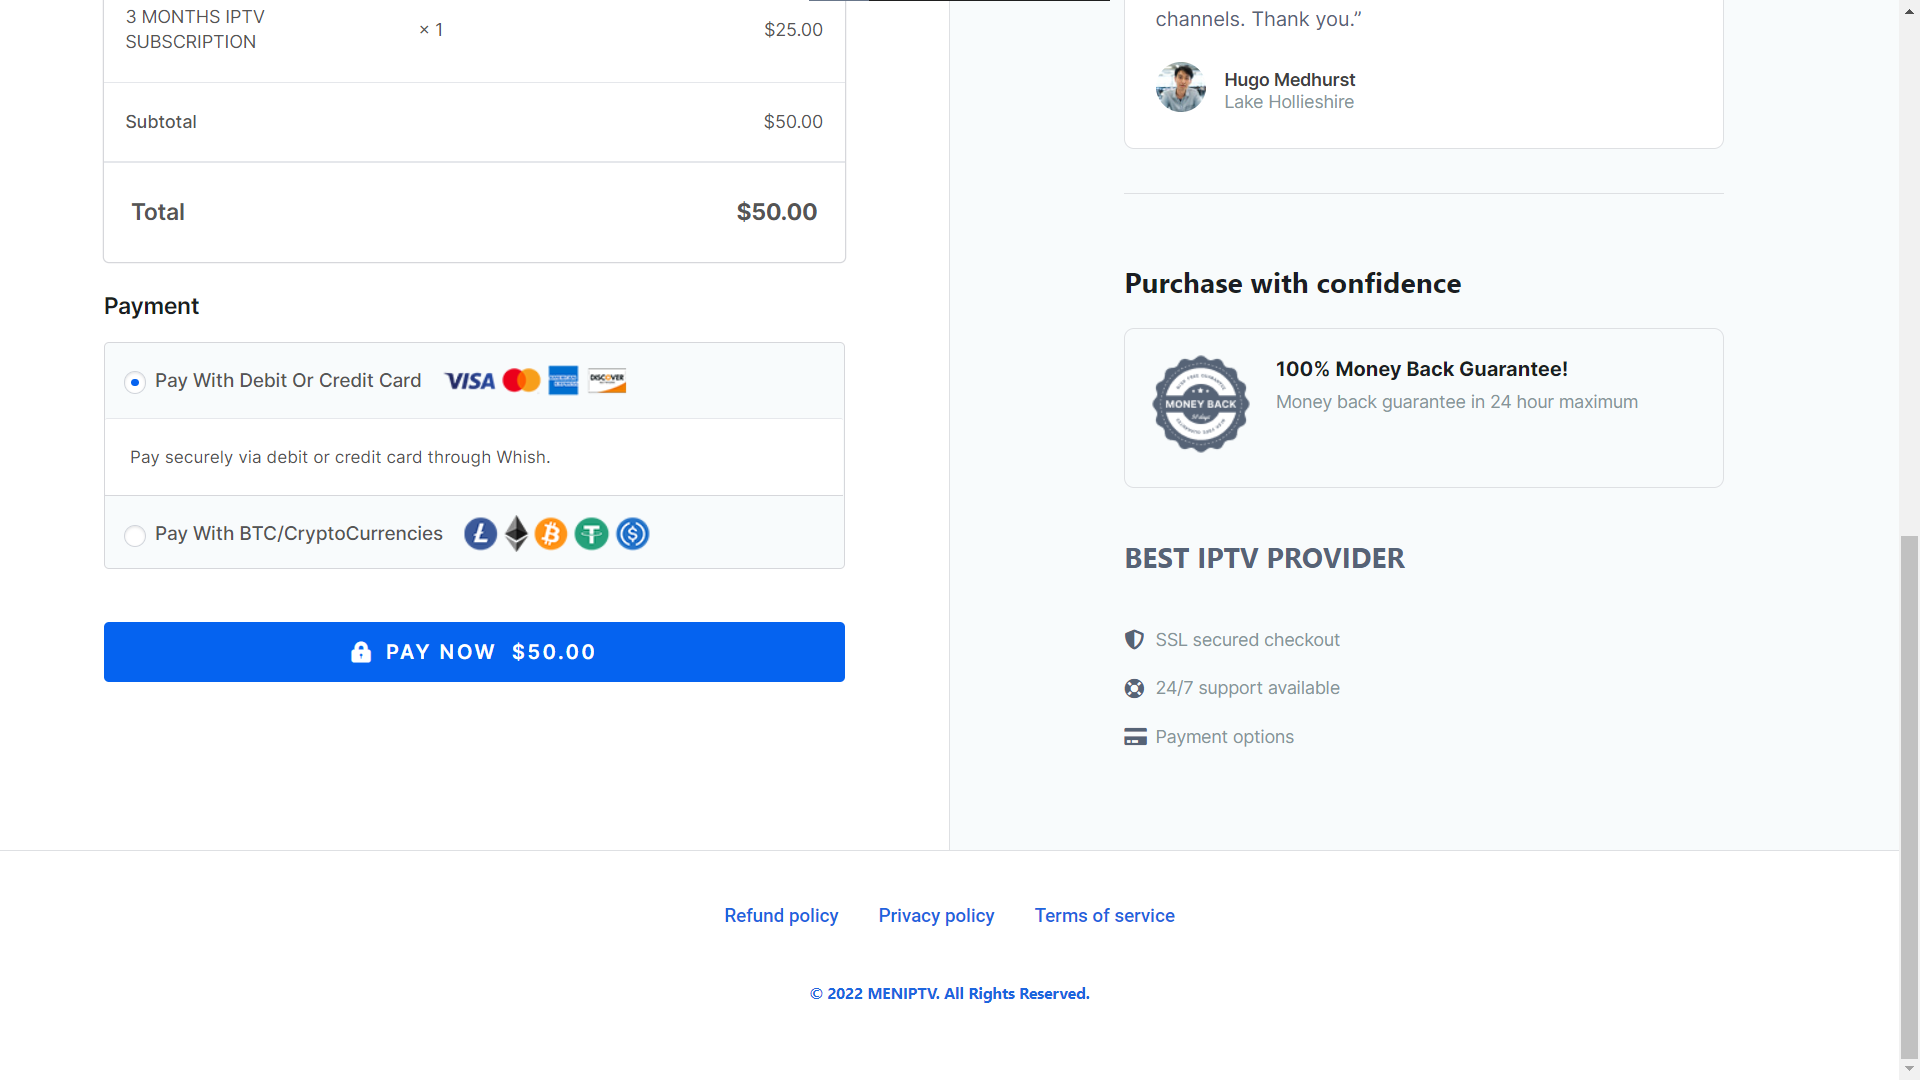 3 MONTHS IPTV
SUBSCRIPTION
× 1
$25.00
Subtotal
$50.00
Total
$50.00
Payment
Pay With Debit Or Credit Card
VISA
DISCOVER
Pay securely via debit or credit card through Whish.
Pay With BTC/CryptoCurrencies
PAY NOW $50.00
channels. Thank you.”
Hugo Medhurst
Lake Hollieshire
Purchase with confidence
MONEY BACK
100% Money Back Guarantee!
Money back guarantee in 24 hour maximum
BEST IPTV PROVIDER
SSL secured checkout
24/7 support available
Payment options
Refund policy
Privacy policy
Terms of service
© 2022 MENIPTV. All Rights Reserved.